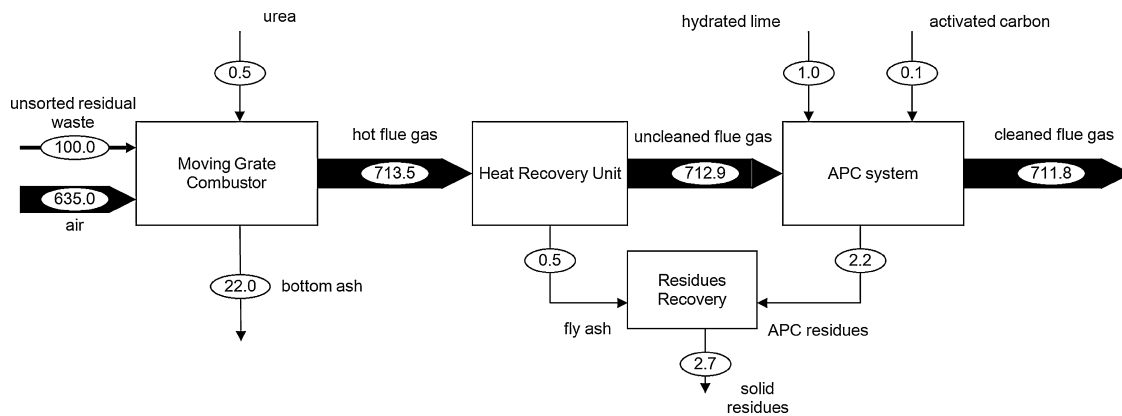 urea
hydrated lime
activated carbon
0.5
1.0
0.1
unsorted residual
waste
100.0
635.0
air
Moving Grate
Combustor
hot flue gas
713.5
Heat Recovery Unit
uncleaned flue gas
712.9
APC system
cleaned flue gas
711.8
22.0
bottom ash
0.5
fly ash
Residues
Recovery
2.2
APC residues
2.7
solid
residues